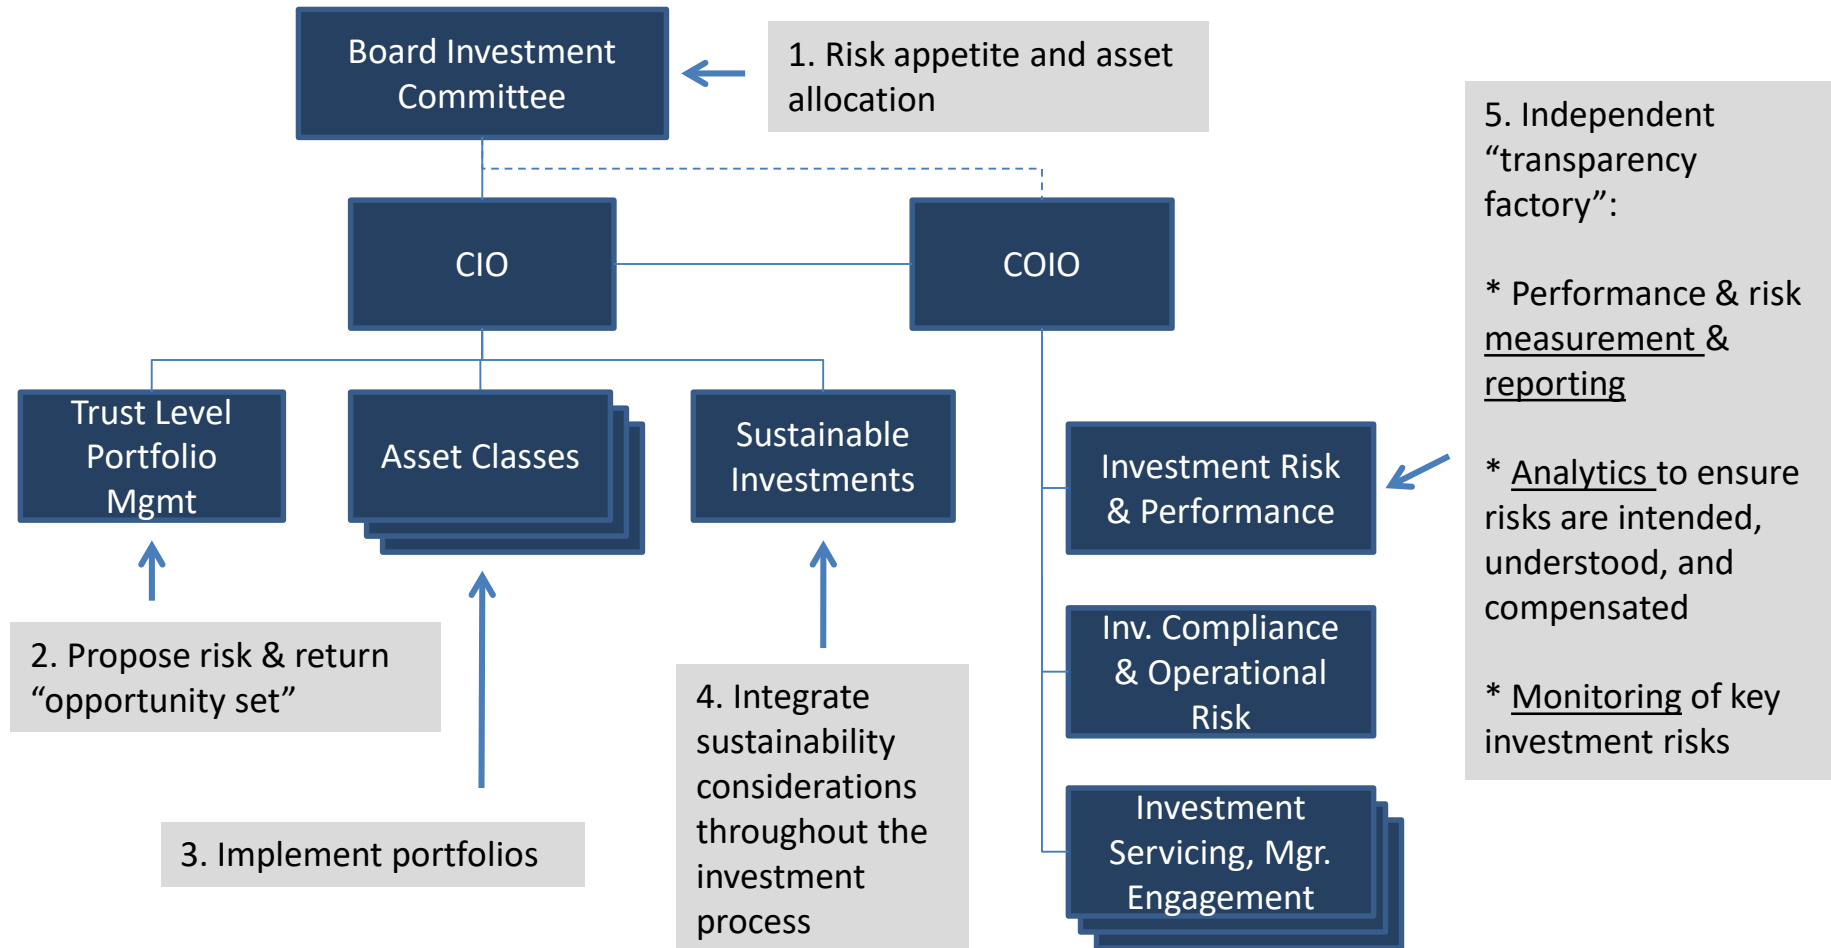 Board Investment
Committee
1. Risk appetite and asset
allocation
5. Independent
“transparency
factory”:
* Performance & risk
measurement &
reporting
* Analytics to ensure
risks are intended,
understood, and
compensated
* Monitoring of key
investment risks
CIO
COIO
Trust Level
Portfolio
Mgmt
Asset Classes
Sustainable
Investments
Investment Risk
& Performance
Inv. Compliance
& Operational
Risk
Investment
Servicing, Mgr.
Engagement
2. Propose risk & return
“opportunity set”
3. Implement portfolios
4. Integrate
sustainability
considerations
throughout the
investment
process